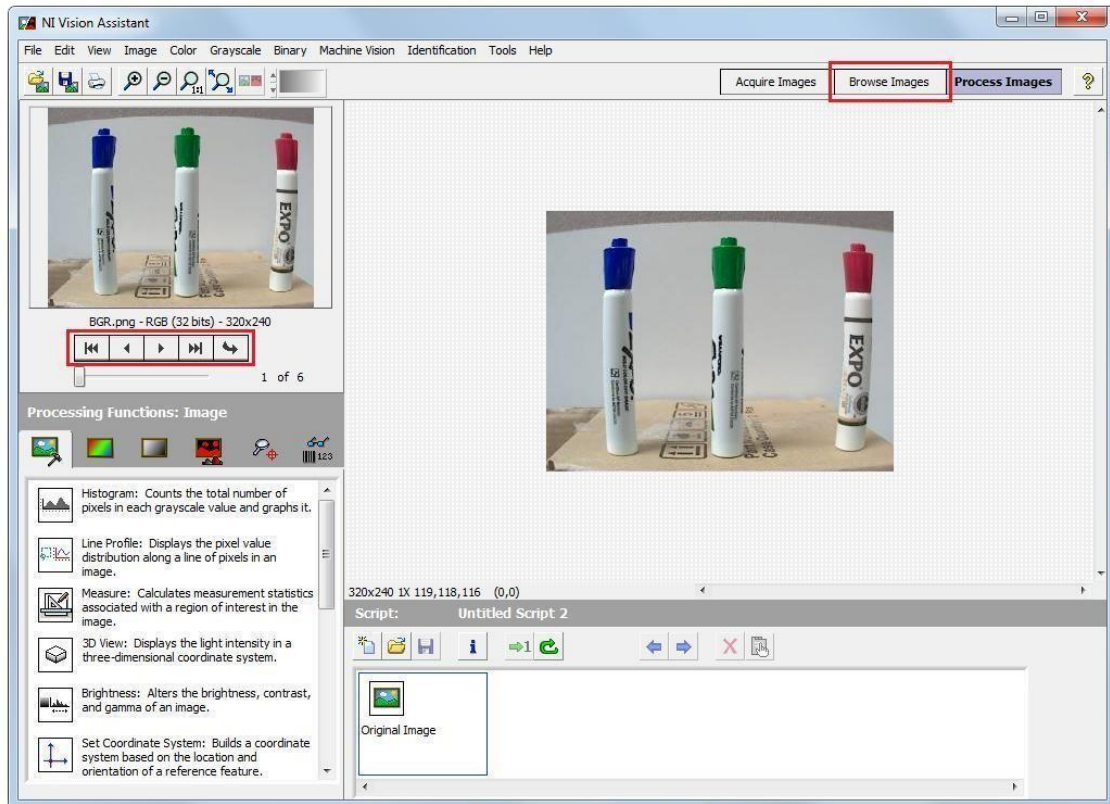 NI Vision Assistant
File Edit View Image Color Grayscale Binary Machine Vision Identification Tools Help
1:1
Acquire Images Browse Images Process Images
EXPO
BGR.png - RGB (32 bits) - 320x240
1 of 6
EXPO
Processing Functions: Image
123
Histogram: Counts the total number of
pixels in each grayscale value and graphs it.
Line Profile: Displays the pixel value
distribution along a line of pixels in an
image.
Measure: Calculates measurement statistics
associated with a region of interest in the
image.
3D View: Displays the light intensity in a
three-dimensional coordinate system.
Brightness: Alters the brightness, contrast,
and gamma of an image.
Set Coordinate System: Builds a coordinate
system based on the location and
orientation of a reference feature.
320x240 1X 119,118,116 (0,0)
Script: Untitled Script 2
1
Original Image